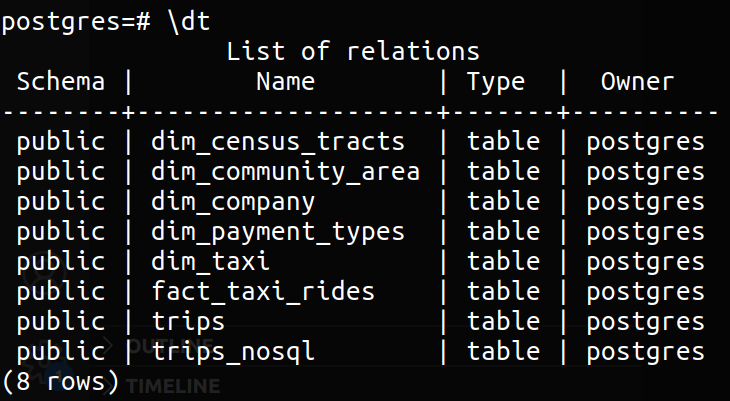 postgres=# \dt
               List of relations
 Schema |        Name        | Type  |  Owner
--------+--------------------+-------+----------
 public | dim_census_tracts  | table | postgres
 public | dim_community_area | table | postgres
 public | dim_company        | table | postgres
 public | dim_payment_types  | table | postgres
 public | dim_taxi           | table | postgres
 public | fact_taxi_rides    | table | postgres
 public | trips              | table | postgres
 public | trips_nosql        | table | postgres
(8 rows)
OUTLINE
TIMELINE